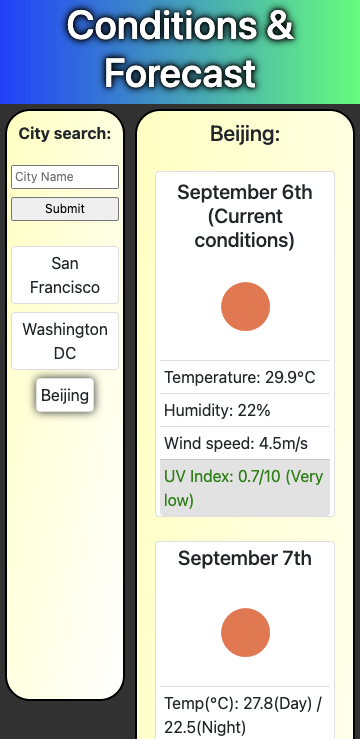 Conditions &
Forecast
City search:
City Name
Submit
San
Francisco
Washington
DC
Beijing
Beijing:
September 6th
(Current
conditions)
Temperature: 29.9°C
Humidity: 22%
Wind speed: 4.5m/s
UV Index: 0.7/10 (Very
low)
September 7th
Temp(°C): 27.8(Day) /
22.5(Night)